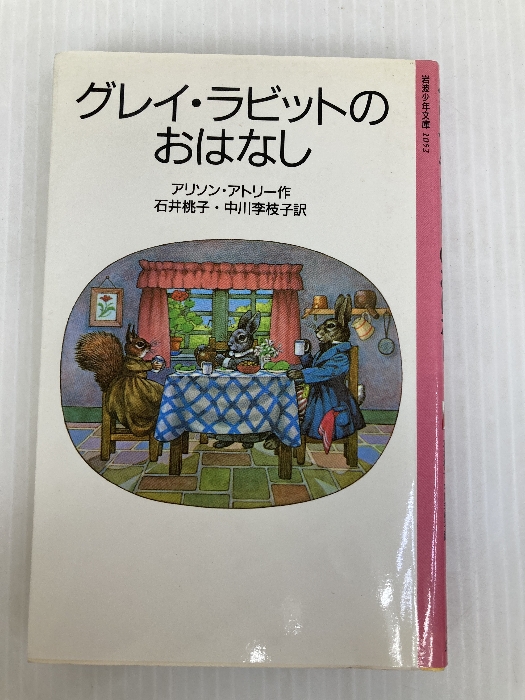 グレイ・ラビットの
おはなし
アリソン・アトリー作
石井桃子・中川李枝子訳
岩波少年文庫 2093